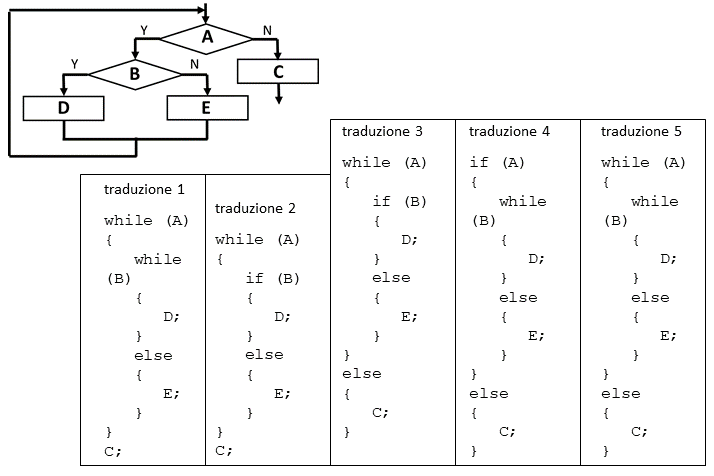 Y
A
N
Y
B
N
C
D
E
traduzione 1
while (A)
{
while
(B)
{
D;
}
else
{
E;
}
}
C;
traduzione 2
while (A)
{
if (B)
{
D;
}
else
{
E;
}
}
C;
traduzione 3
while (A)
{
if (B)
{
D;
}
else
{
E;
}
}
else
{
C;
}
traduzione 4
if (A)
{
while
(B)
{
D;
}
else
{
E;
}
}
else
{
C;
}
traduzione 5
while (A)
{
while
(B)
{
D;
}
else
{
E;
}
}
else
{
C;
}